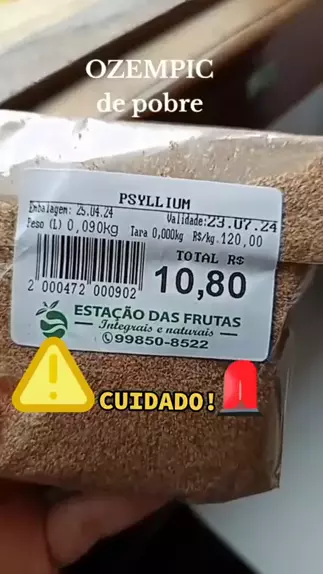 OZEMPIC
de pobre
PSYLLIUM
Embalagem: 25.04.24
Validade:23.07.24
Peso (L) 0,090kg Tara 0,000kg R$/kg 120,00
TOTAL R$
10,80
2 000472 000902
ESTAÇÃO DAS FRUTAS
Integrais e naturais
99850-8522
CUIDADO!